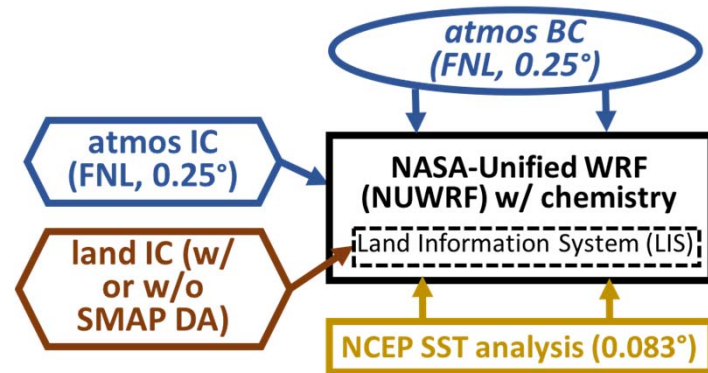 atmos BC
(FNL, 0.25°)
atmos IC
(FNL, 0.25°)
NASA-Unified WRF
(NUWRF) w/ chemistry
Land Information System (LIS)
land IC (w/
or w/o
SMAP DA)
NCEP SST analysis (0.083°)